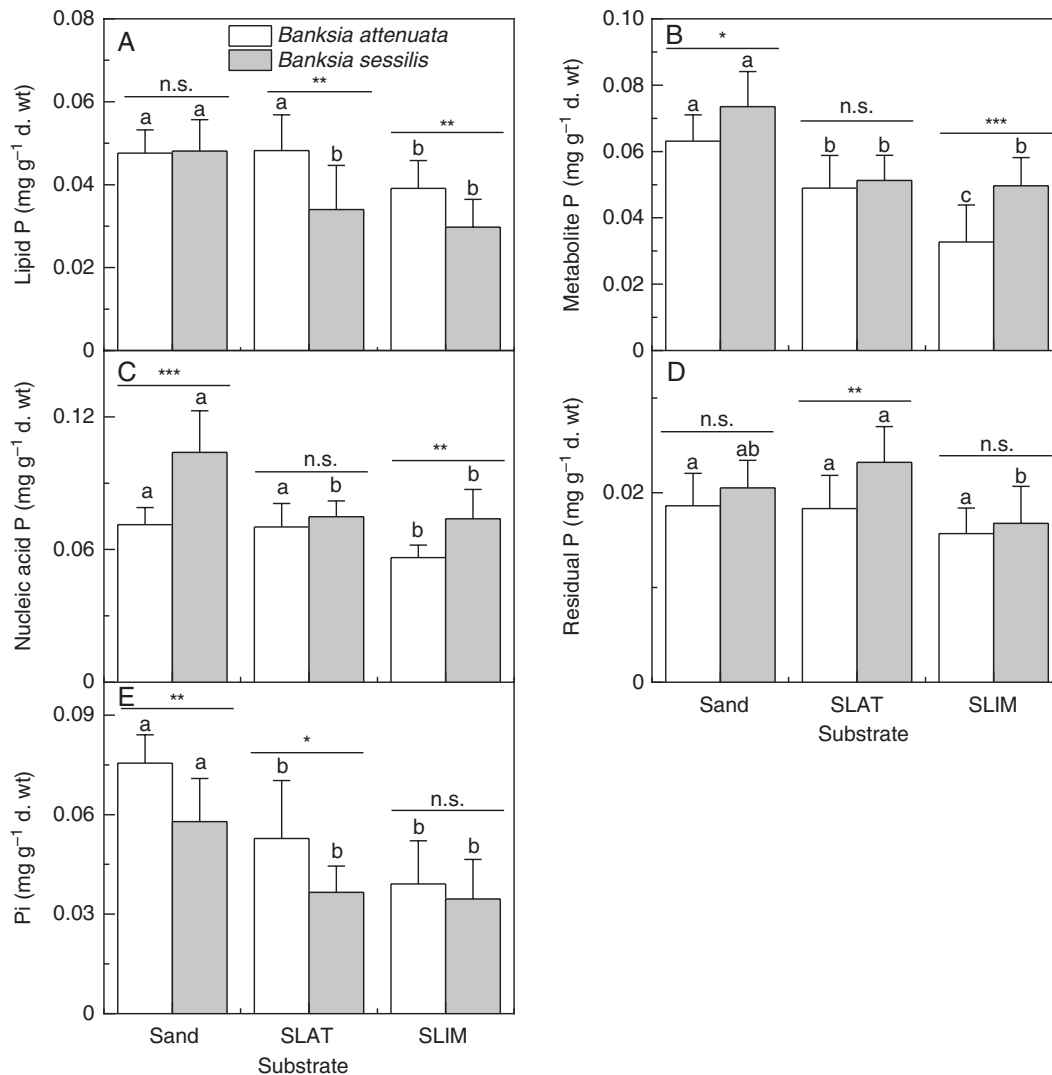 A
Banksia attenuata
Banksia sessilis
Lipid P (mg g⁻¹ d. wt)
0.08
0.06
0.04
0.02
0
n.s.
a
a
**
a
b
**
b
b
B
Metabolite P (mg g⁻¹ d. wt)
0.10
0.08
0.06
0.04
0.02
0
*
a
a
n.s.
b
b
***
c
b
C
Nucleic acid P (mg g⁻¹ d. wt)
0.12
0.06
0
***
a
a
n.s.
a
b
**
b
b
D
Residual P (mg g⁻¹ d. wt)
0.02
0
n.s.
a
ab
**
a
a
n.s.
a
b
Sand
SLAT
SLIM
Substrate
E
Pi (mg g⁻¹ d. wt)
0.09
0.06
0.03
0
**
a
a
*
b
b
n.s.
b
b
Sand
SLAT
SLIM
Substrate